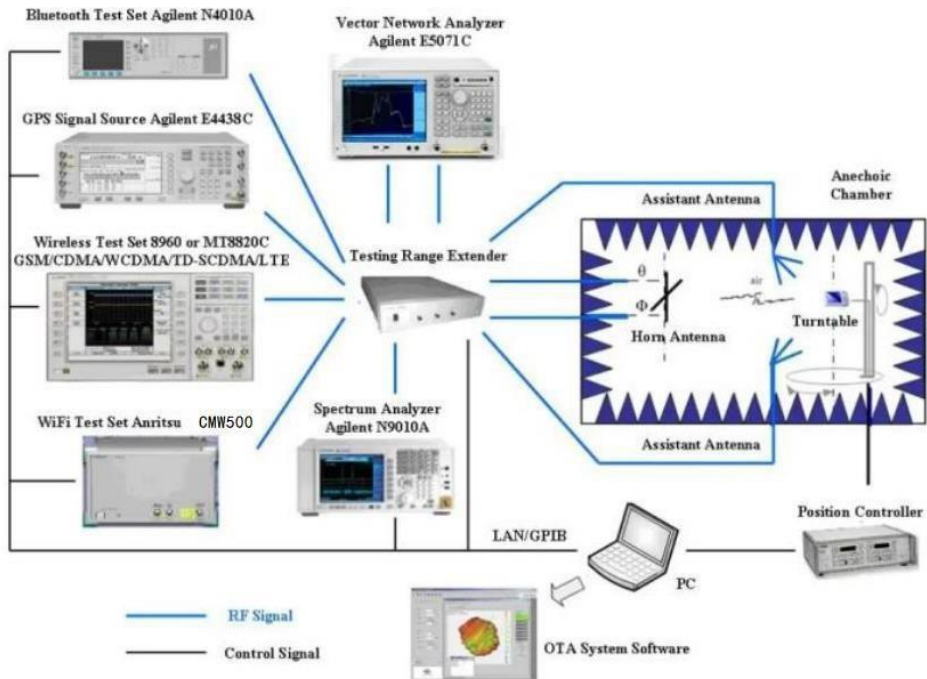 Bluetooth Test Set Agilent N4010A
Vector Network Analyzer
Agilent E5071C
GPS Signal Source Agilent E4438C
Anechoic
Chamber
Assistant Antenna
Wireless Test Set 8960 or MT8820C
GSM/CDMA/WCDMA/TD-SCDMA/LTE
Testing Range Extender
θ
air
Φ
Turntable
Horn Antenna
WiFi Test Set Anritsu CMW500
Spectrum Analyzer
Agilent N9010A
Assistant Antenna
Position Controller
LAN/GPIB
PC
RF Signal
Control Signal
OTA System Software